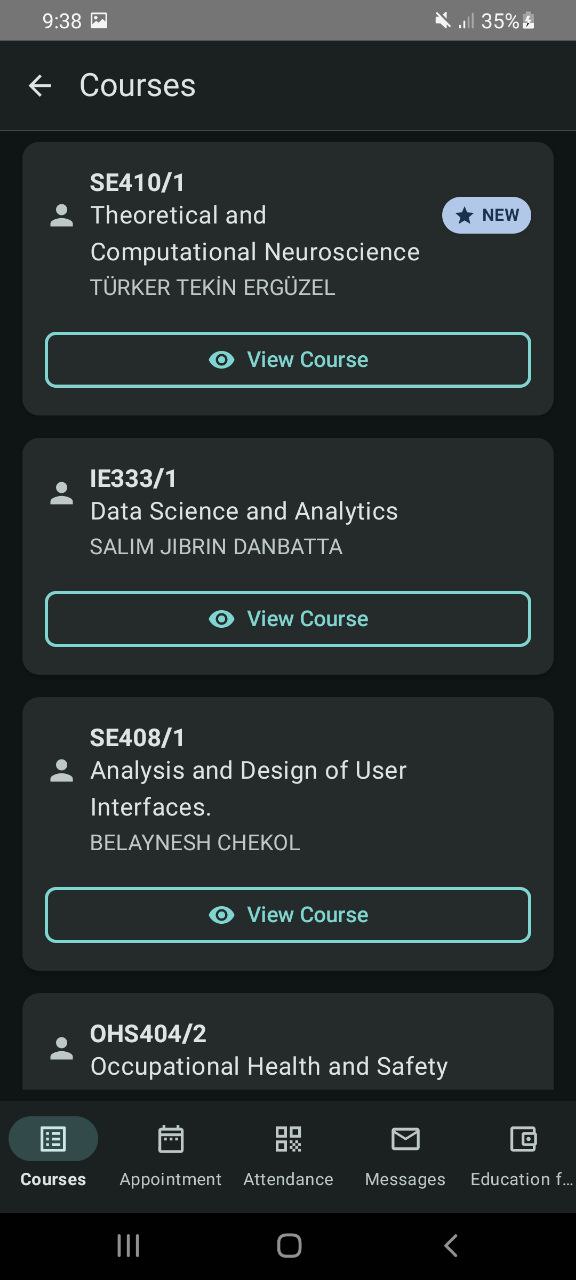 9:38
35%
Courses
SE410/1
Theoretical and
Computational Neuroscience
NEW
TÜRKER TEKİN ERGÜZEL
View Course
IE333/1
Data Science and Analytics
SALIM JIBRIN DANBATTA
View Course
SE408/1
Analysis and Design of User
Interfaces.
BELAYNESH CHEKOL
View Course
OHS404/2
Occupational Health and Safety
Courses
Appointment
Attendance
Messages
Education f...